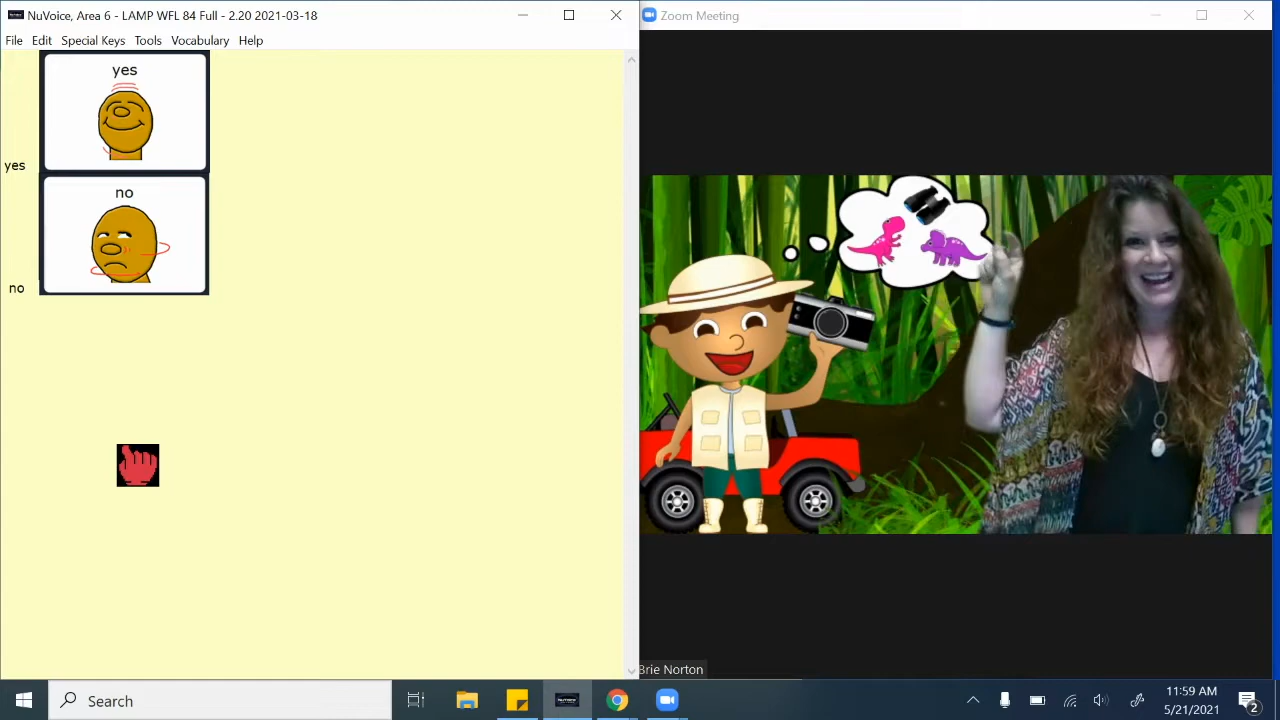 NuVoice, Area 6 - LAMP WFL 84 Full - 2.20 2021-03-18
File Edit Special Keys Tools Vocabulary Help
yes
yes
no
no
Zoom Meeting
Brie Norton
Search
11:59 AM
5/21/2021
2